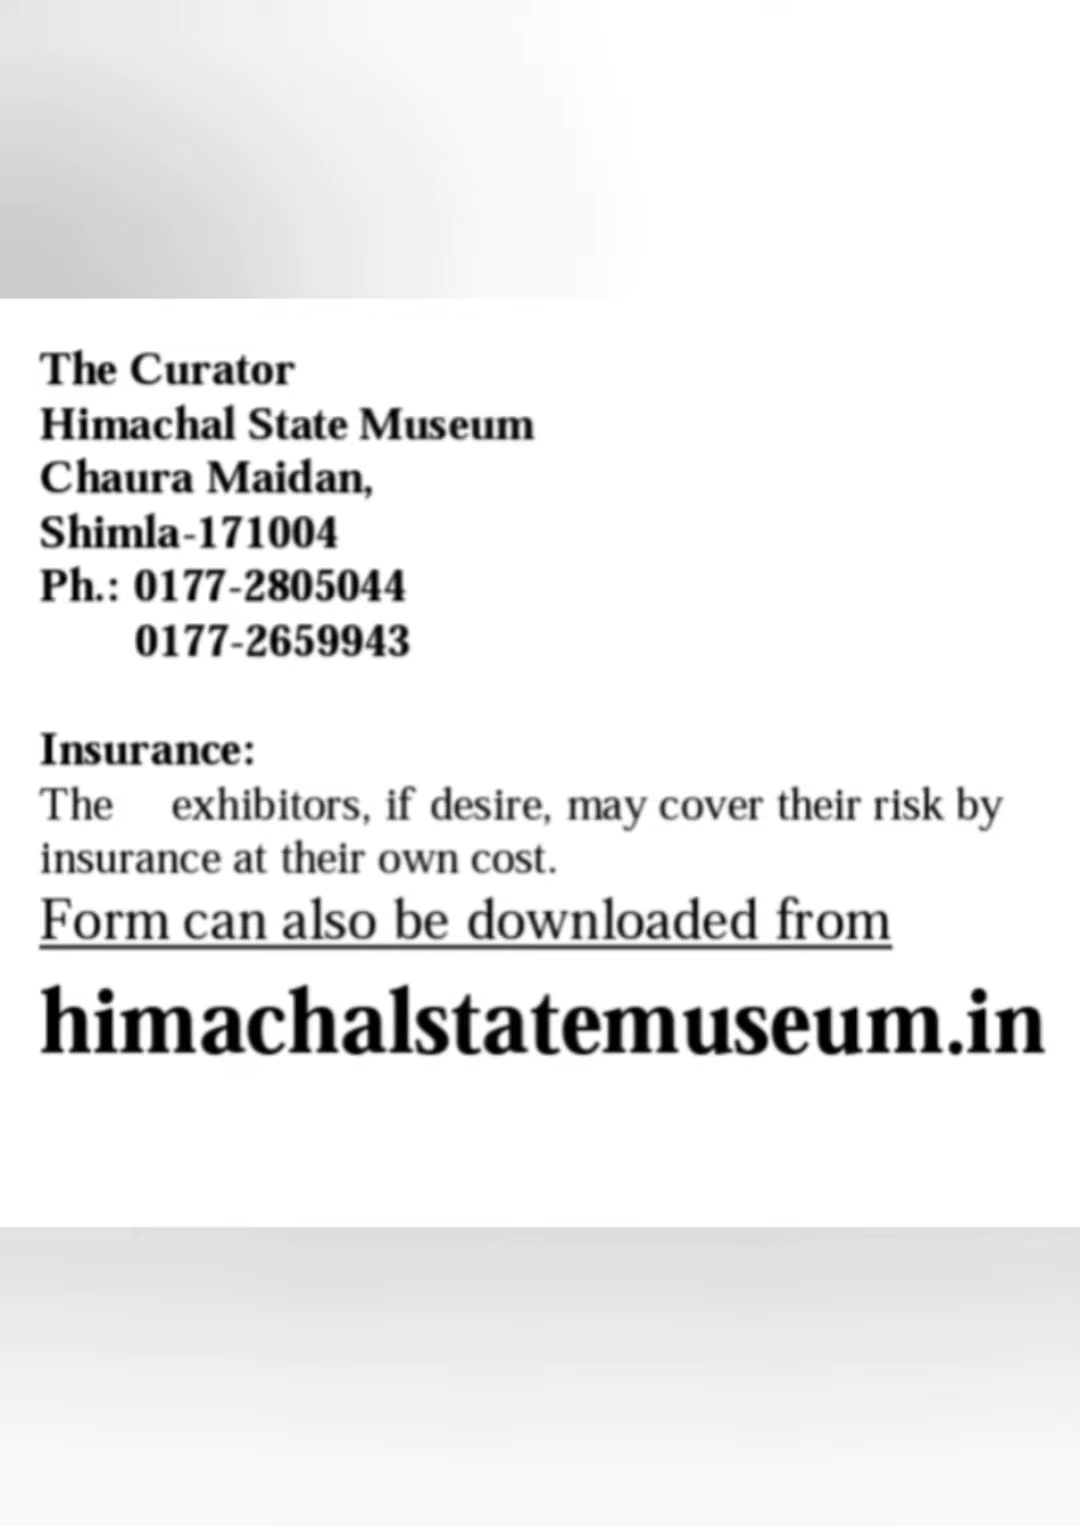 The Curator
Himachal State Museum
Chaura Maidan,
Shimla-171004
Ph.: 0177-2805044
0177-2659943
Insurance:
The exhibitors, if desire, may cover their risk by
insurance at their own cost.
Form can also be downloaded from
himachalstatemuseum.in